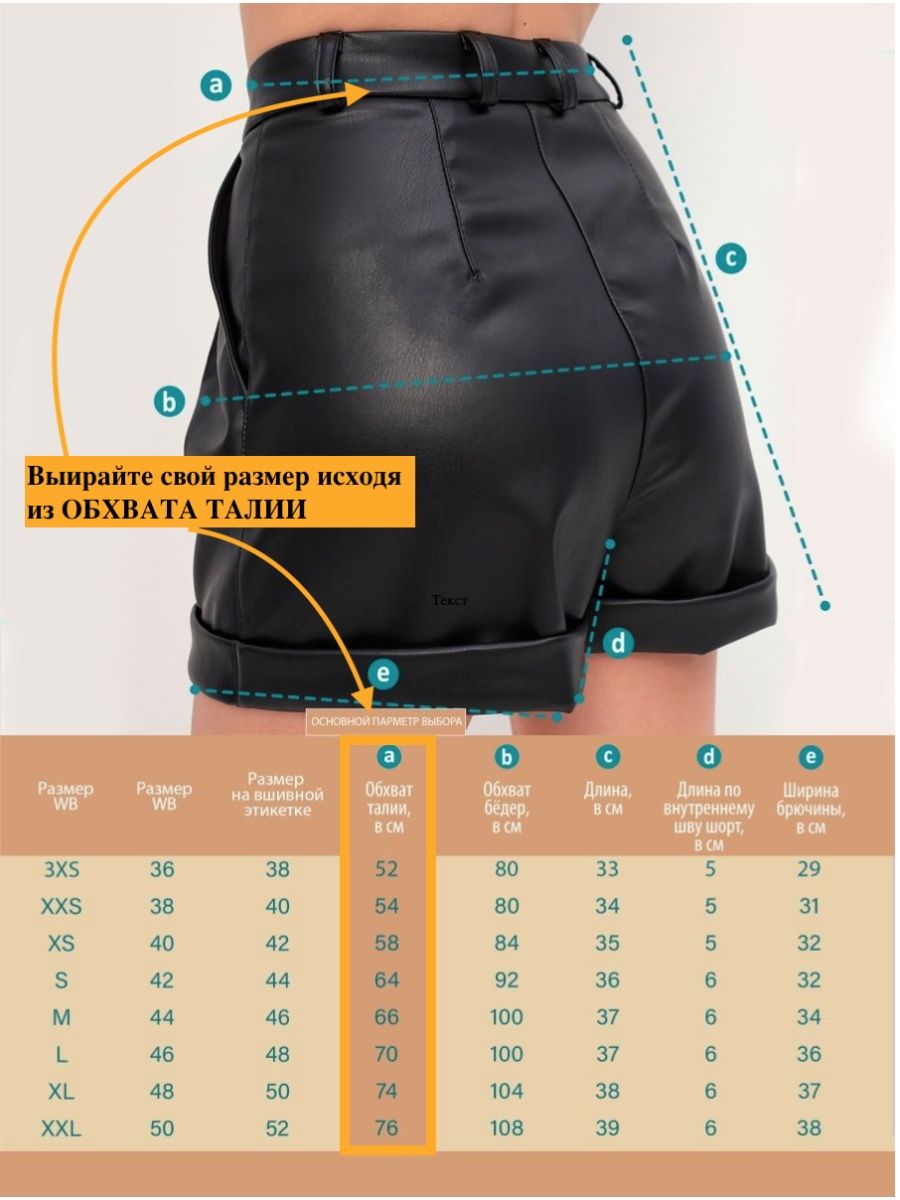 a
c
b
Выирайте свой размер исходя
из ОБХВАТА ТАЛИИ
Текст
d
e
ОСНОВНОЙ ПАРМЕТР ВЫБОРА
a b c d e
Размер WB Размер WB Размер на вшивной этикетке Обхват талии, в см Обхват бёдер, в см Длина, в см Длина по внутреннему шву шорт, в см Ширина брючины, в см
3XS 36 38 52 80 33 5 29
XXS 38 40 54 80 34 5 31
XS 40 42 58 84 35 5 32
S 42 44 64 92 36 6 32
M 44 46 66 100 37 6 34
L 46 48 70 100 37 6 36
XL 48 50 74 104 38 6 37
XXL 50 52 76 108 39 6 38